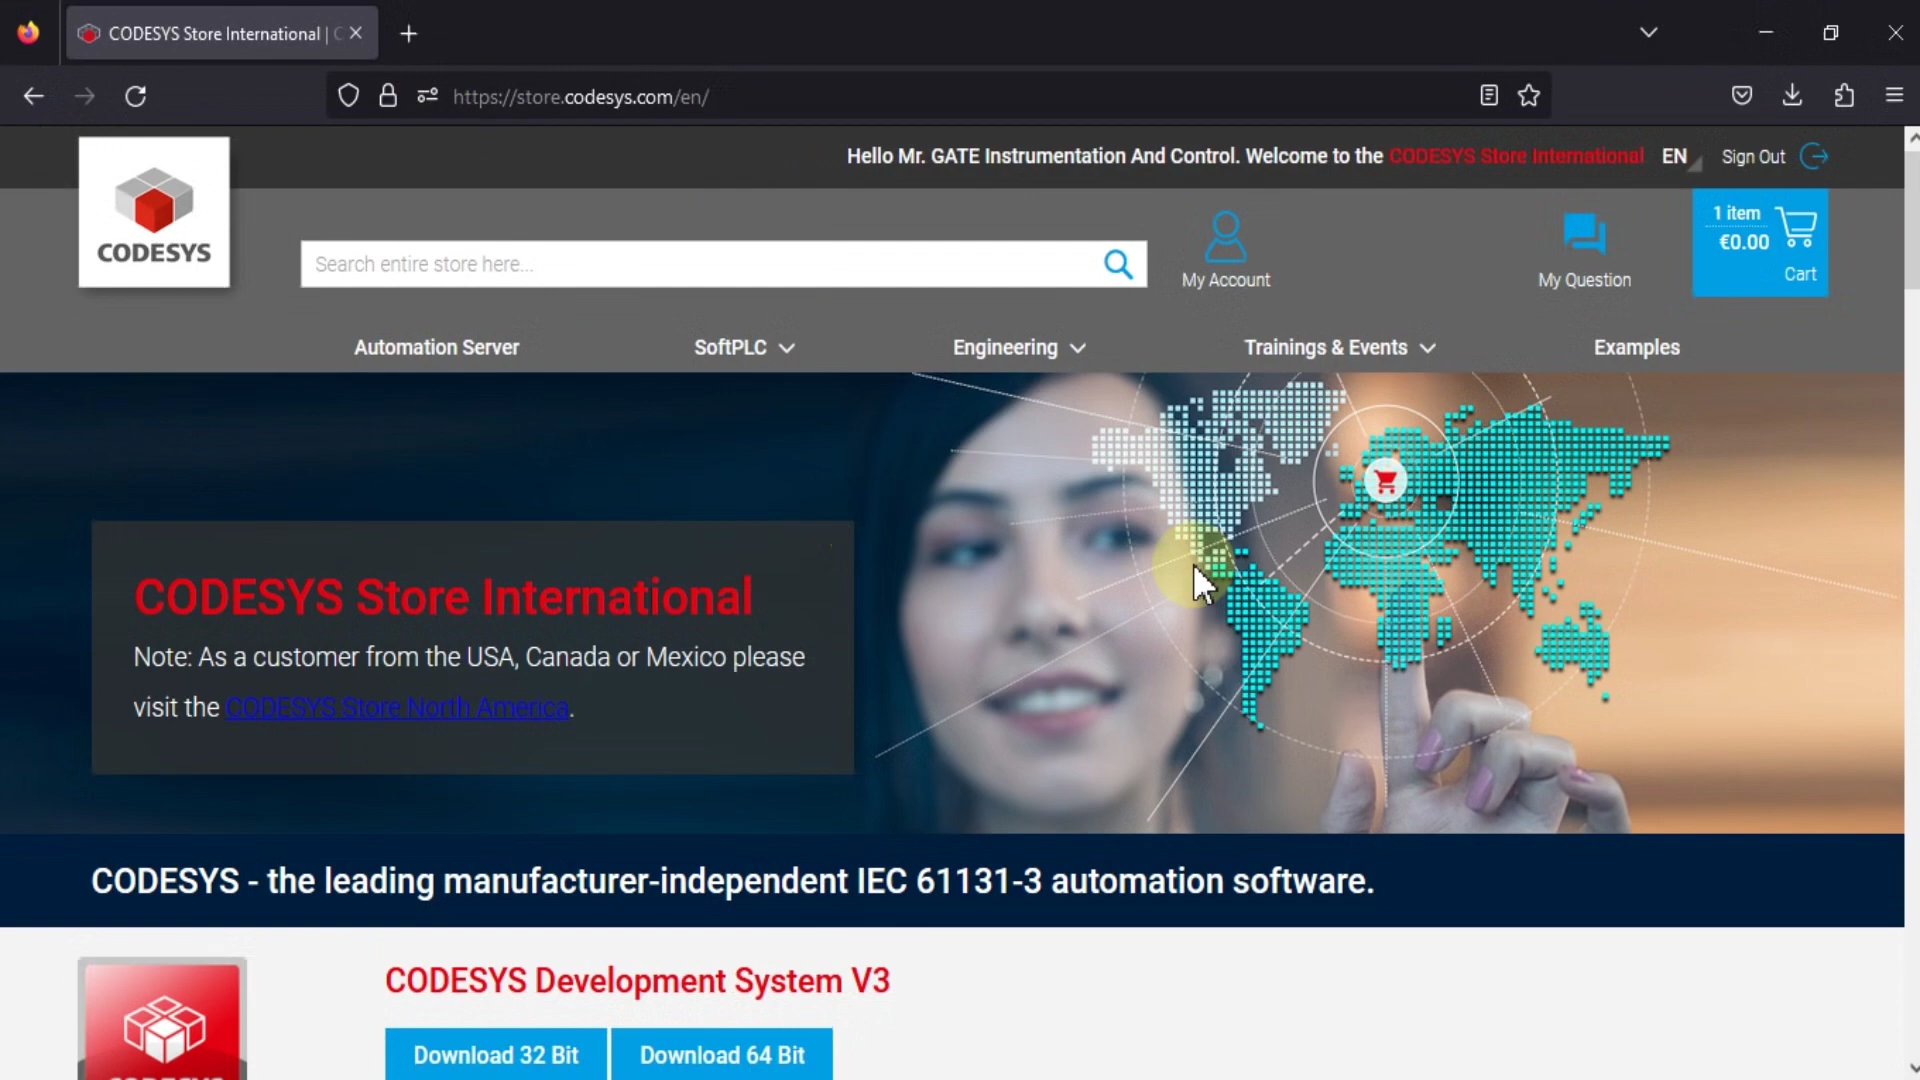 CODESYS Store International | C
https://store.codesys.com/en/
Hello Mr. GATE Instrumentation And Control. Welcome to the CODESYS Store International
EN
Sign Out
CODESYS
Search entire store here...
My Account
My Question
1 item
€0.00
Cart
Automation Server
SoftPLC
Engineering
Trainings & Events
Examples
CODESYS Store International
Note: As a customer from the USA, Canada or Mexico please
visit the CODESYS Store North America.
CODESYS - the leading manufacturer-independent IEC 61131-3 automation software.
CODESYS Development System V3
Download 32 Bit
Download 64 Bit